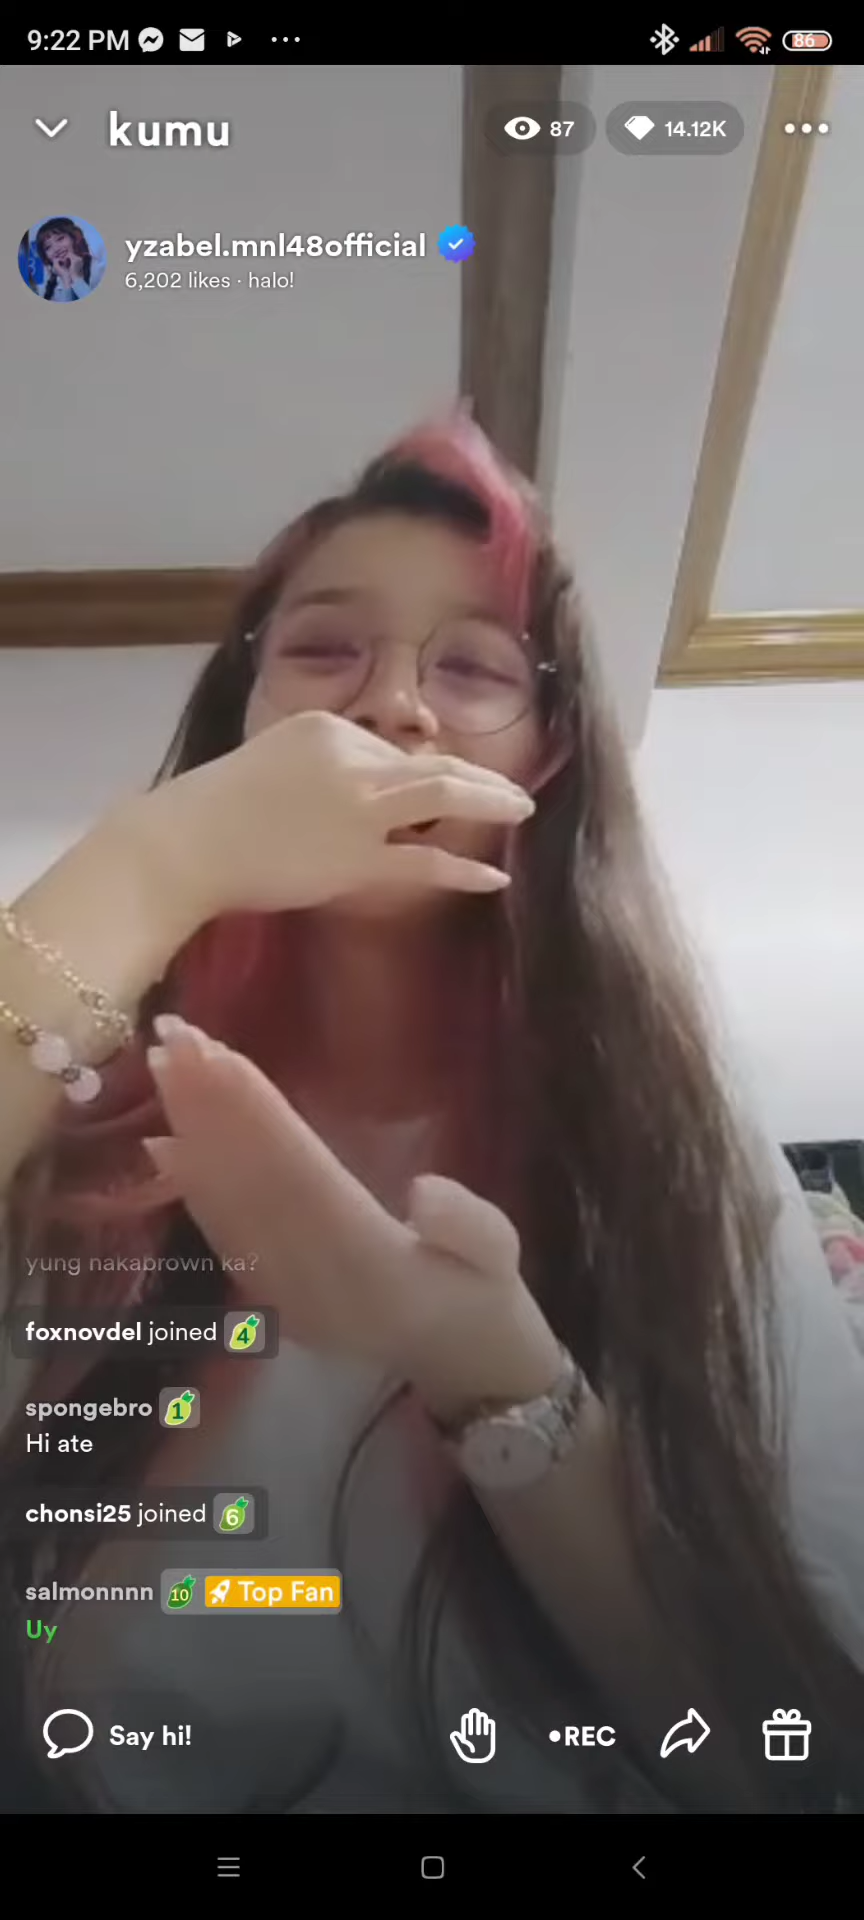 9:22 PM
86
kumu
87
14.12K
yzabel.mnl48official
6,202 likes · halo!
yung nakabrown ka?
foxnovdel joined 4
spongebro 1
Hi ate
chonsi25 joined 6
salmonnnn 10 Top Fan
Uy
Say hi!
•REC